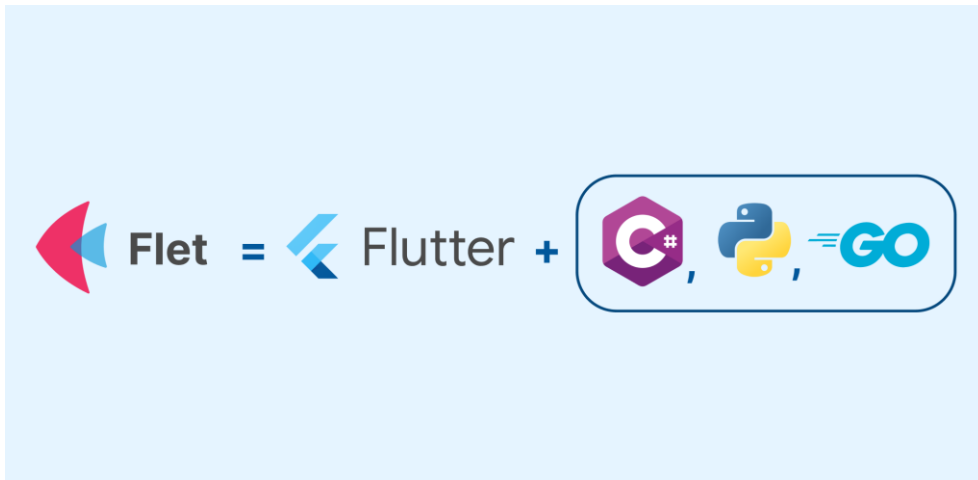 Flet = Flutter + C#, , GO